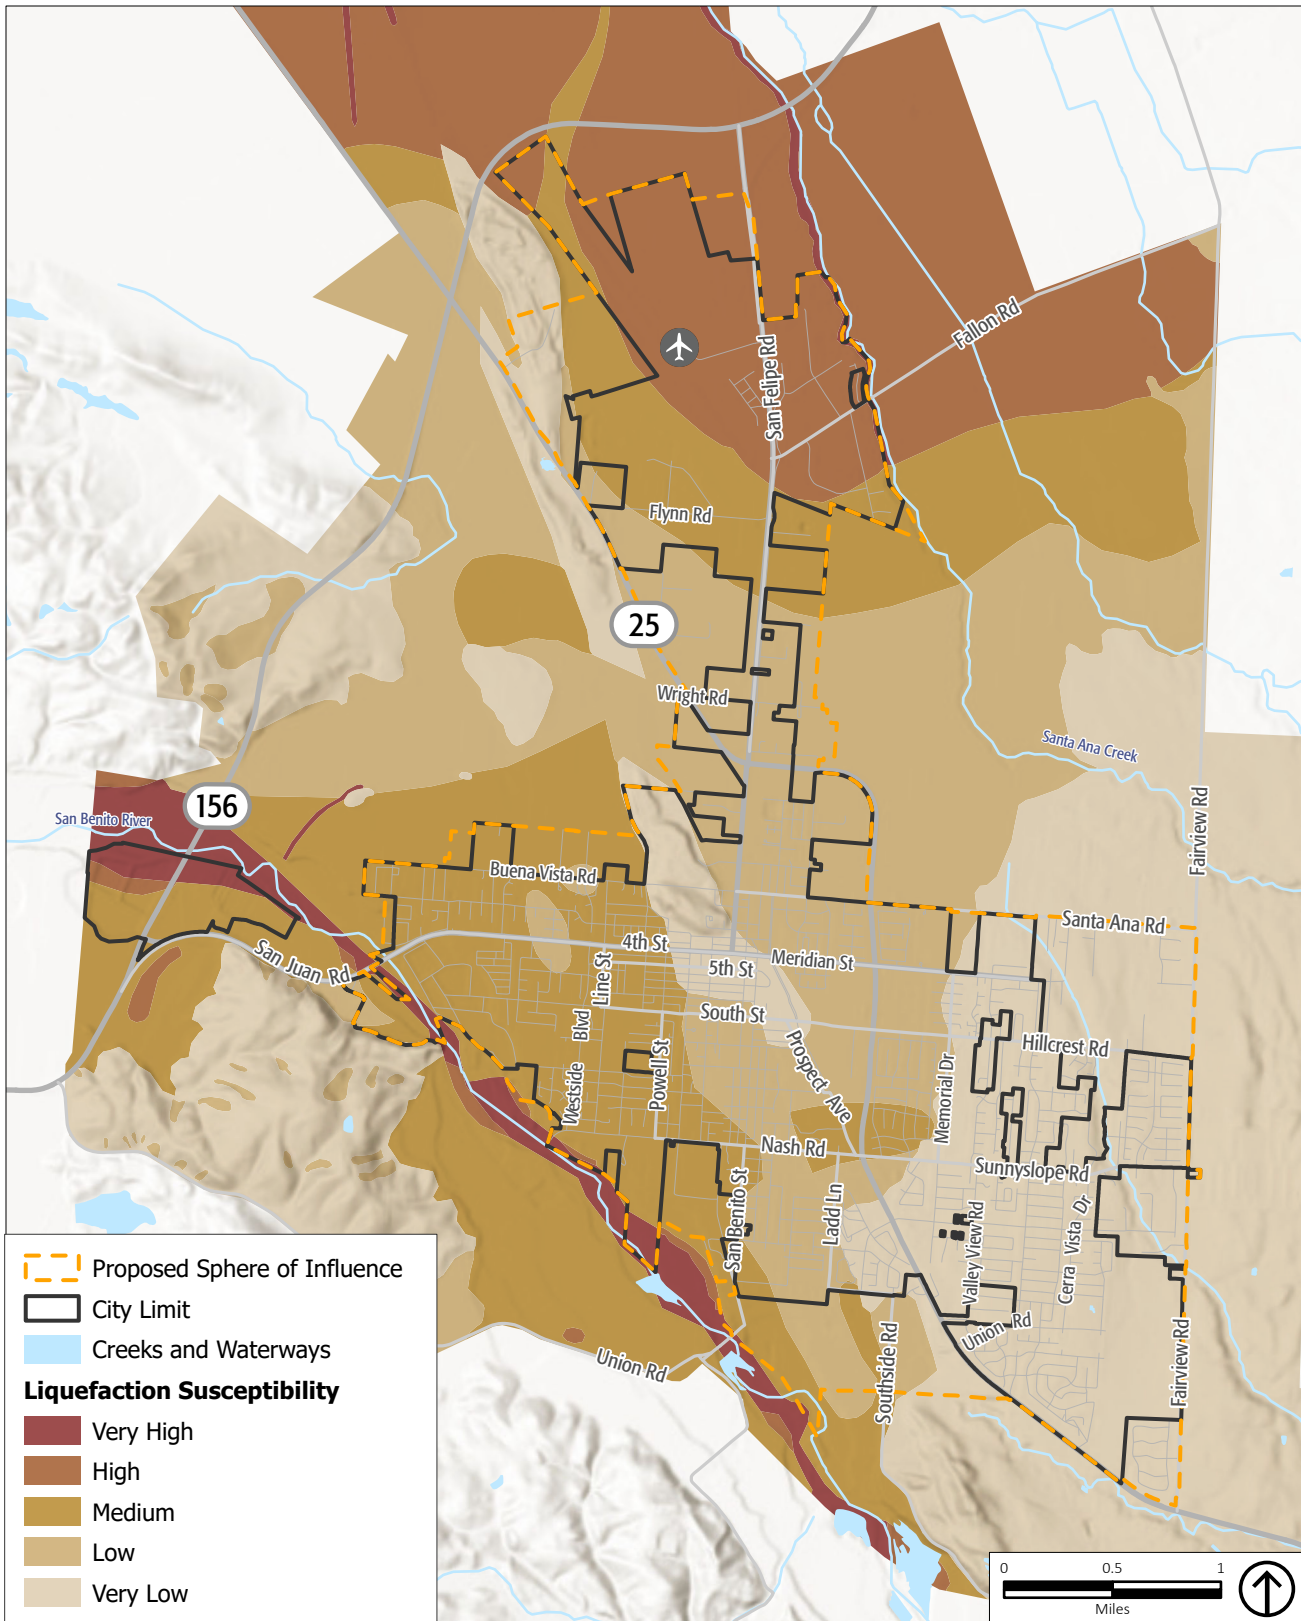 Fallon Rd
San Felipe Rd
Flynn Rd
25
Wright Rd
Santa Ana Creek
156
San Benito River
Fairview Rd
Buena Vista Rd
Santa Ana Rd
4th St
Meridian St
San Juan Rd
Line St
5th St
South St
Westside Blvd
Powell St
Prospect Ave
Hillcrest Rd
Memorial Dr
Nash Rd
Sunnyslope Rd
San Benito St
Ladd Ln
Valley View Rd
Cerra Vista Dr
Union Rd
Southside Rd
Fairview Rd
Union Rd
Proposed Sphere of Influence
City Limit
Creeks and Waterways
Liquefaction Susceptibility
Very High
High
Medium
Low
Very Low
0 0.5 1
Miles